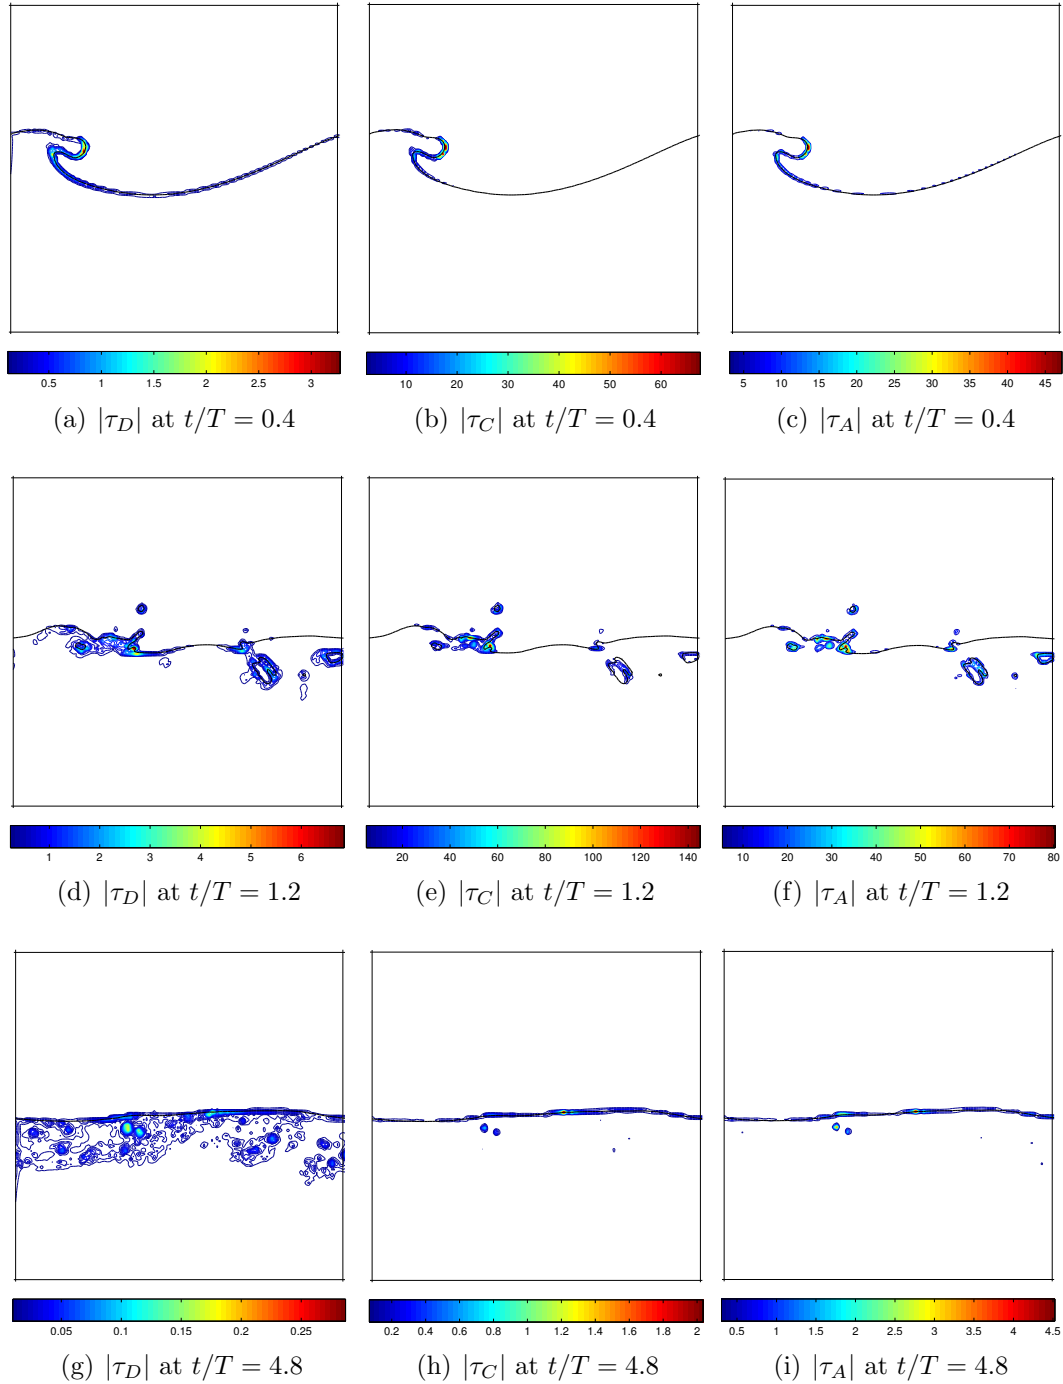 0.5 1 1.5 2 2.5 3
10 20 30 40 50 60
5 10 15 20 25 30 35 40 45
(a) |τ_D| at t/T = 0.4
(b) |τ_C| at t/T = 0.4
(c) |τ_A| at t/T = 0.4
1 2 3 4 5 6
20 40 60 80 100 120 140
10 20 30 40 50 60 70 80
(d) |τ_D| at t/T = 1.2
(e) |τ_C| at t/T = 1.2
(f) |τ_A| at t/T = 1.2
0.05 0.1 0.15 0.2 0.25
0.2 0.4 0.6 0.8 1 1.2 1.4 1.6 1.8 2
0.5 1 1.5 2 2.5 3 3.5 4 4.5
(g) |τ_D| at t/T = 4.8
(h) |τ_C| at t/T = 4.8
(i) |τ_A| at t/T = 4.8